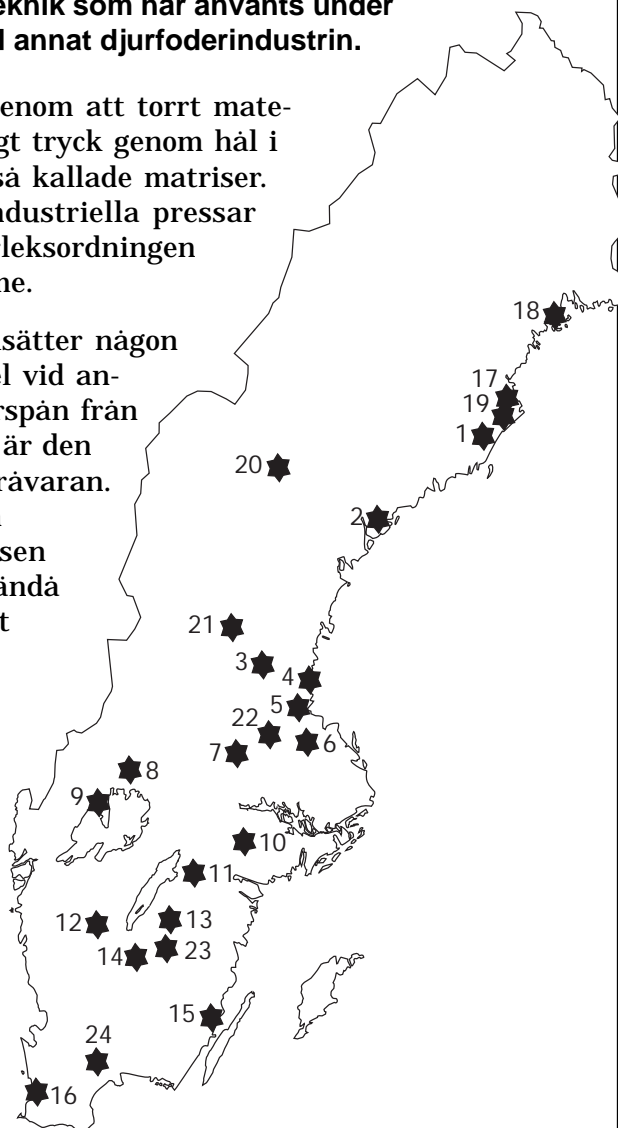 eknik som har använts under
l annat djurfoderindustrin.
enom att torrt mate-
gt tryck genom hål i
så kallade matriser.
ndustriella pressar
rleksordningen
ne.
sätter någon
el vid an-
rspån från
är den
råvaran.
sen
ändå
t
18
17
19
1
20
2
21
3
4
5
22
6
7
8
9
10
11
12
13
14
23
15
24
16